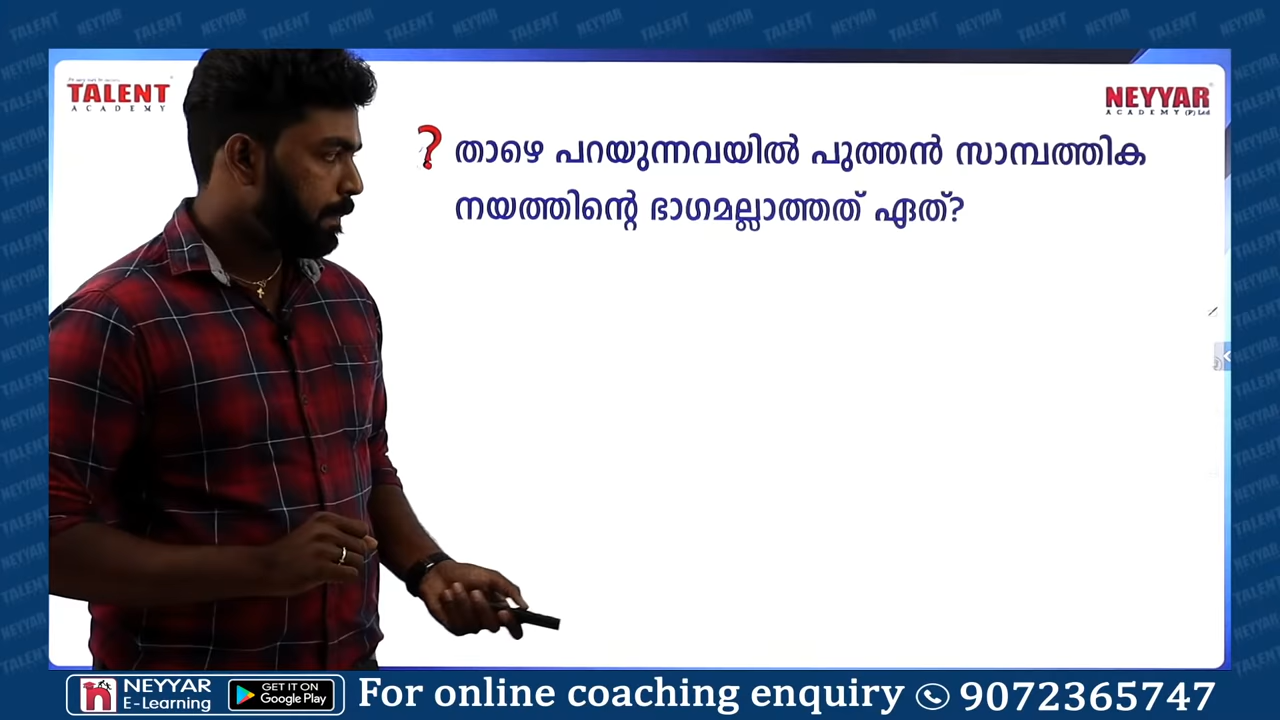 TALENT
ACADEMY
NEYYAR
ACADEMY (P) Ltd
? താഴെ പറയുന്നവയിൽ പുത്തൻ സാമ്പത്തിക
നയത്തിന്റെ ഭാഗമല്ലാത്തത് ഏത്?
NEYYAR
E-Learning
GET IT ON
Google Play
For online coaching enquiry 9072365747